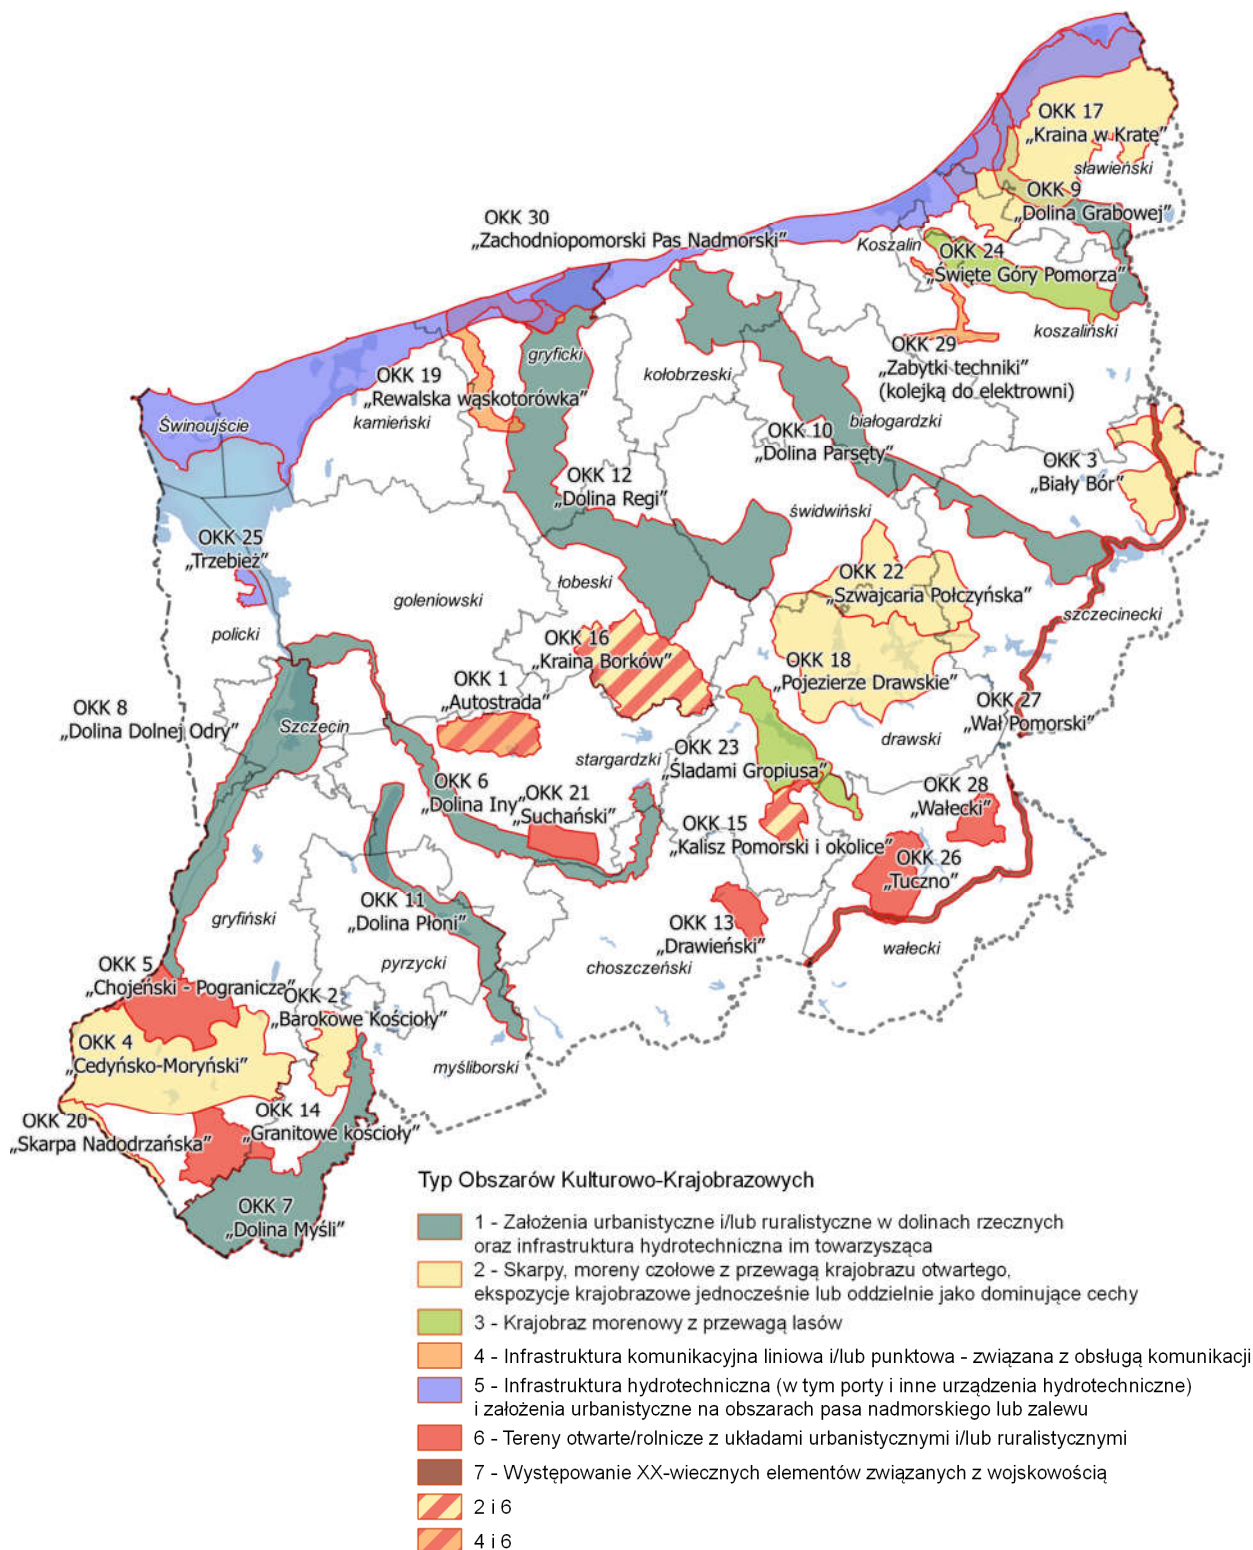 OKK 17
„Kraina w Kratę”
sławieński
OKK 9
„Dolina Grabowej”
OKK 30
„Zachodniopomorski Pas Nadmorski”
Koszalin
OKK 24
„Święte Góry Pomorza”
koszaliński
OKK 29
„Zabytki techniki”
(kolejką do elektrowni)
gryficki
kołobrzeski
OKK 19
„Rewalska wąskotorówka”
kamieński
Świnoujście
białogardzki
OKK 10
„Dolina Parsęty”
OKK 3
„Biały Bór”
OKK 12
„Dolina Regi”
świdwiński
OKK 25
„Trzebież”
łobeski
goleniowski
OKK 22
„Szwajcaria Połczyńska”
szczecinecki
policki
OKK 16
„Kraina Borków”
OKK 18
„Pojezierze Drawskie”
OKK 1
„Autostrada”
OKK 27
„Wał Pomorski”
OKK 8
„Dolina Dolnej Odry”
Szczecin
drawski
stargardzki
OKK 23
„Śladami Gropiusa”
OKK 6
„Dolina Iny”
OKK 21
„Suchański”
OKK 28
„Wałecki”
OKK 15
„Kalisz Pomorski i okolice”
OKK 26
„Tuczno”
OKK 11
„Dolina Płoni”
gryfiński
OKK 13
„Drawieński”
wałecki
pyrzycki
choszczeński
OKK 5
„Chojeński - Pogranicza”
OKK 2
„Barokowe Kościoły”
OKK 4
„Cedyńsko-Moryński”
myśliborski
OKK 20
„Skarpa Nadodrzańska”
OKK 14
„Granitowe kościoły”
OKK 7
„Dolina Myśli”
Typ Obszarów Kulturowo-Krajobrazowych
1 - Założenia urbanistyczne i/lub ruralistyczne w dolinach rzecznych
oraz infrastruktura hydrotechniczna im towarzysząca
2 - Skarpy, moreny czołowe z przewagą krajobrazu otwartego,
ekspozycje krajobrazowe jednocześnie lub oddzielnie jako dominujące cechy
3 - Krajobraz morenowy z przewagą lasów
4 - Infrastruktura komunikacyjna liniowa i/lub punktowa - związana z obsługą komunikacji
5 - Infrastruktura hydrotechniczna (w tym porty i inne urządzenia hydrotechniczne)
i założenia urbanistyczne na obszarach pasa nadmorskiego lub zalewu
6 - Tereny otwarte/rolnicze z układami urbanistycznymi i/lub ruralistycznymi
7 - Występowanie XX-wiecznych elementów związanych z wojskowością
2 i 6
4 i 6